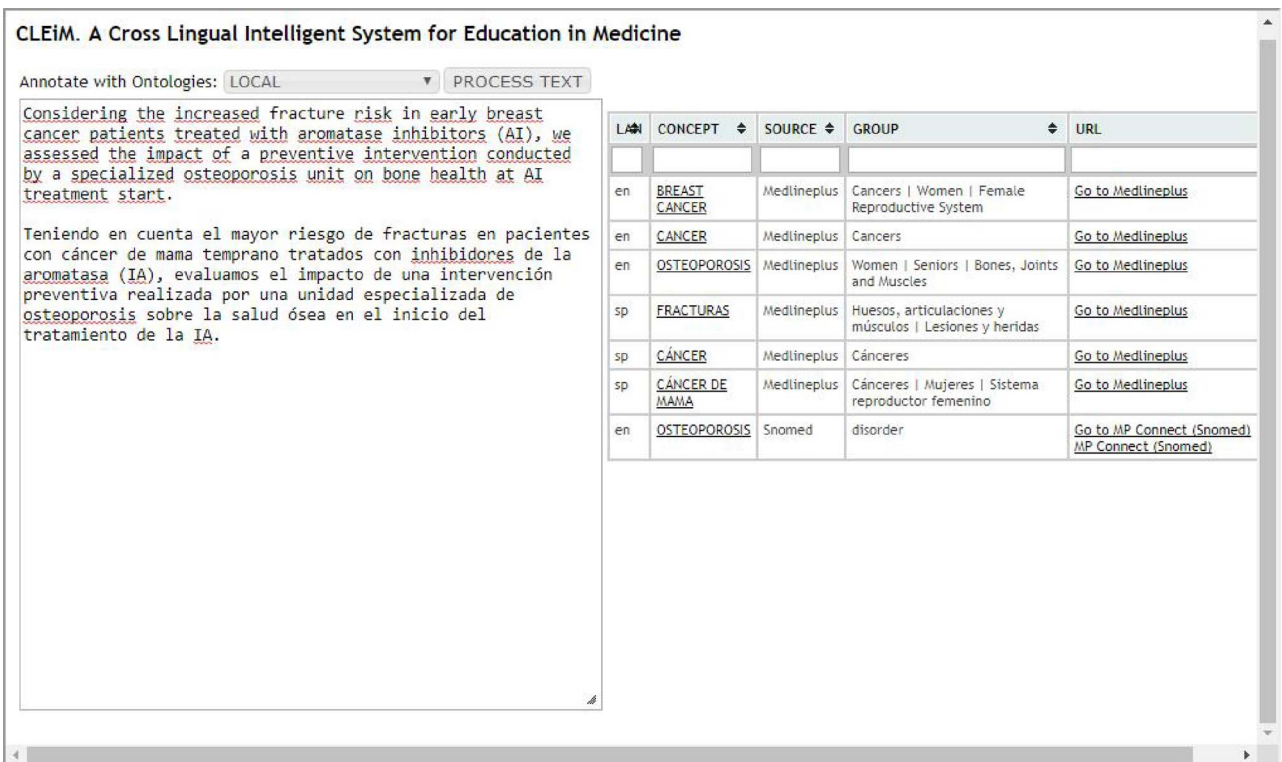 CLEiM. A Cross Lingual Intelligent System for Education in Medicine
Annotate with Ontologies: LOCAL PROCESS TEXT
Considering the increased fracture risk in early breast
cancer patients treated with aromatase inhibitors (AI), we
assessed the impact of a preventive intervention conducted
by a specialized osteoporosis unit on bone health at AI
treatment start.
Teniendo en cuenta el mayor riesgo de fracturas en pacientes
con cáncer de mama temprano tratados con inhibidores de la
aromatasa (IA), evaluamos el impacto de una intervención
preventiva realizada por una unidad especializada de
osteoporosis sobre la salud ósea en el inicio del
tratamiento de la IA.
LAN CONCEPT SOURCE GROUP URL
en BREAST Medlineplus Cancers | Women | Female Go to Medlineplus
CANCER Reproductive System
en CANCER Medlineplus Cancers Go to Medlineplus
en OSTEOPOROSIS Medlineplus Women | Seniors | Bones, Joints Go to Medlineplus
and Muscles
sp FRACTURAS Medlineplus Huesos, articulaciones y Go to Medlineplus
músculos | Lesiones y heridas
sp CÁNCER Medlineplus Cánceres Go to Medlineplus
sp CÁNCER DE Medlineplus Cánceres | Mujeres | Sistema Go to Medlineplus
MAMA reproductor femenino
en OSTEOPOROSIS Snomed disorder Go to MP Connect (Snomed)
MP Connect (Snomed)